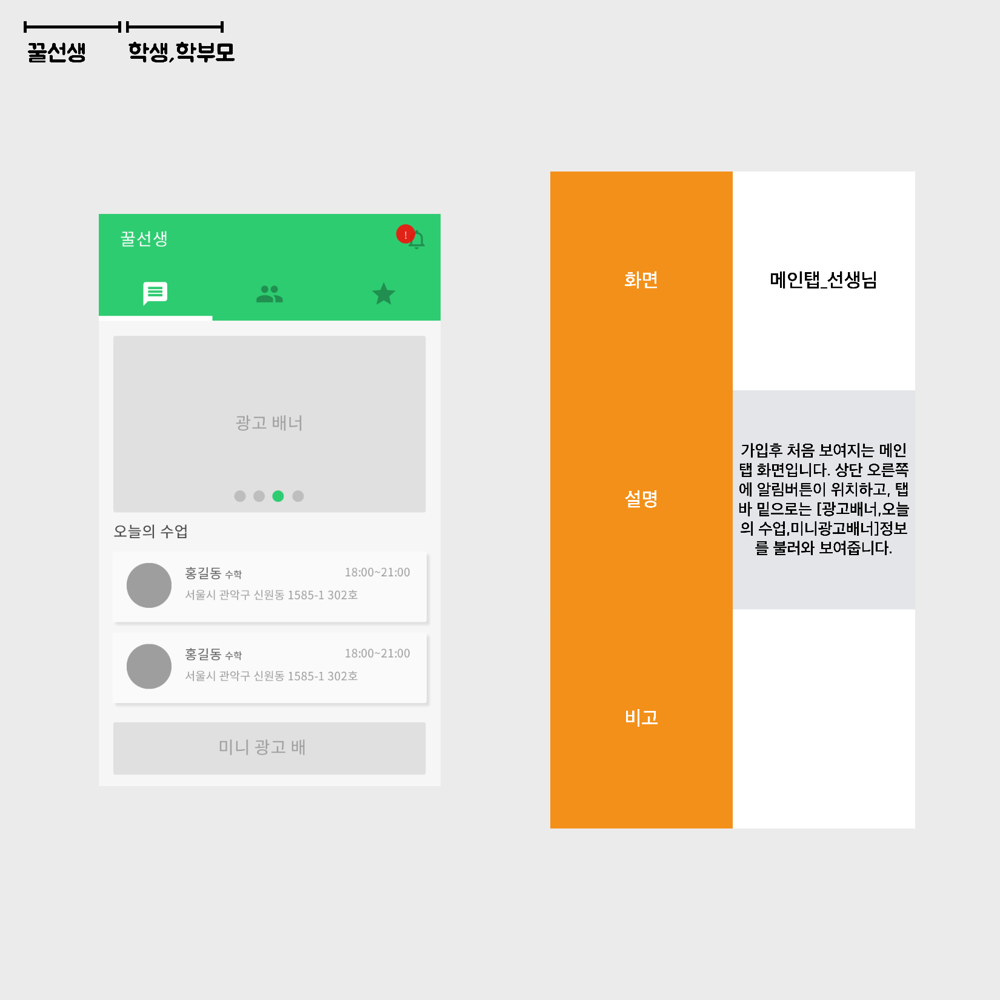 꿀선생 학생,학부모
꿀선생
!
광고 배너
오늘의 수업
홍길동 수학 18:00~21:00
서울시 관악구 신원동 1585-1 302호
홍길동 수학 18:00~21:00
서울시 관악구 신원동 1585-1 302호
미니 광고 배
화면 메인탭_선생님
설명
가입후 처음 보여지는 메인
탭 화면입니다. 상단 오른쪽
에 알림버튼이 위치하고, 탭
바 밑으로는 [광고배너,오늘
의 수업,미니광고배너]정보
를 불러와 보여줍니다.
비고